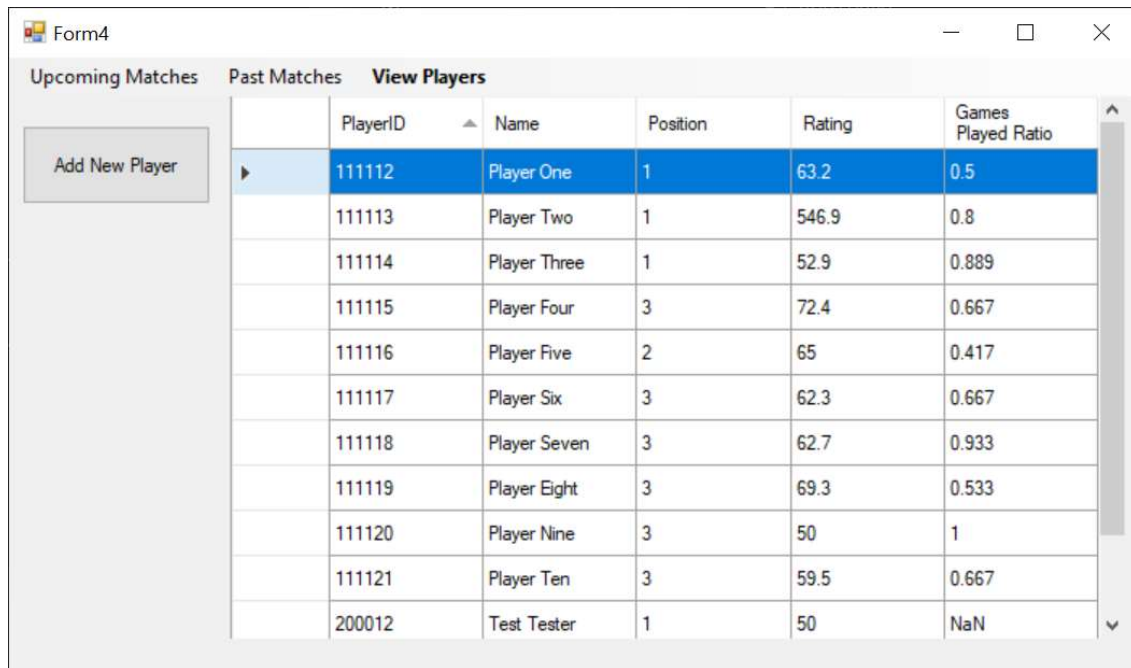 Form4
Upcoming Matches Past Matches View Players
Add New Player
PlayerID Name Position Rating Games Played Ratio
111112 Player One 1 63.2 0.5
111113 Player Two 1 546.9 0.8
111114 Player Three 1 52.9 0.889
111115 Player Four 3 72.4 0.667
111116 Player Five 2 65 0.417
111117 Player Six 3 62.3 0.667
111118 Player Seven 3 62.7 0.933
111119 Player Eight 3 69.3 0.533
111120 Player Nine 3 50 1
111121 Player Ten 3 59.5 0.667
200012 Test Tester 1 50 NaN